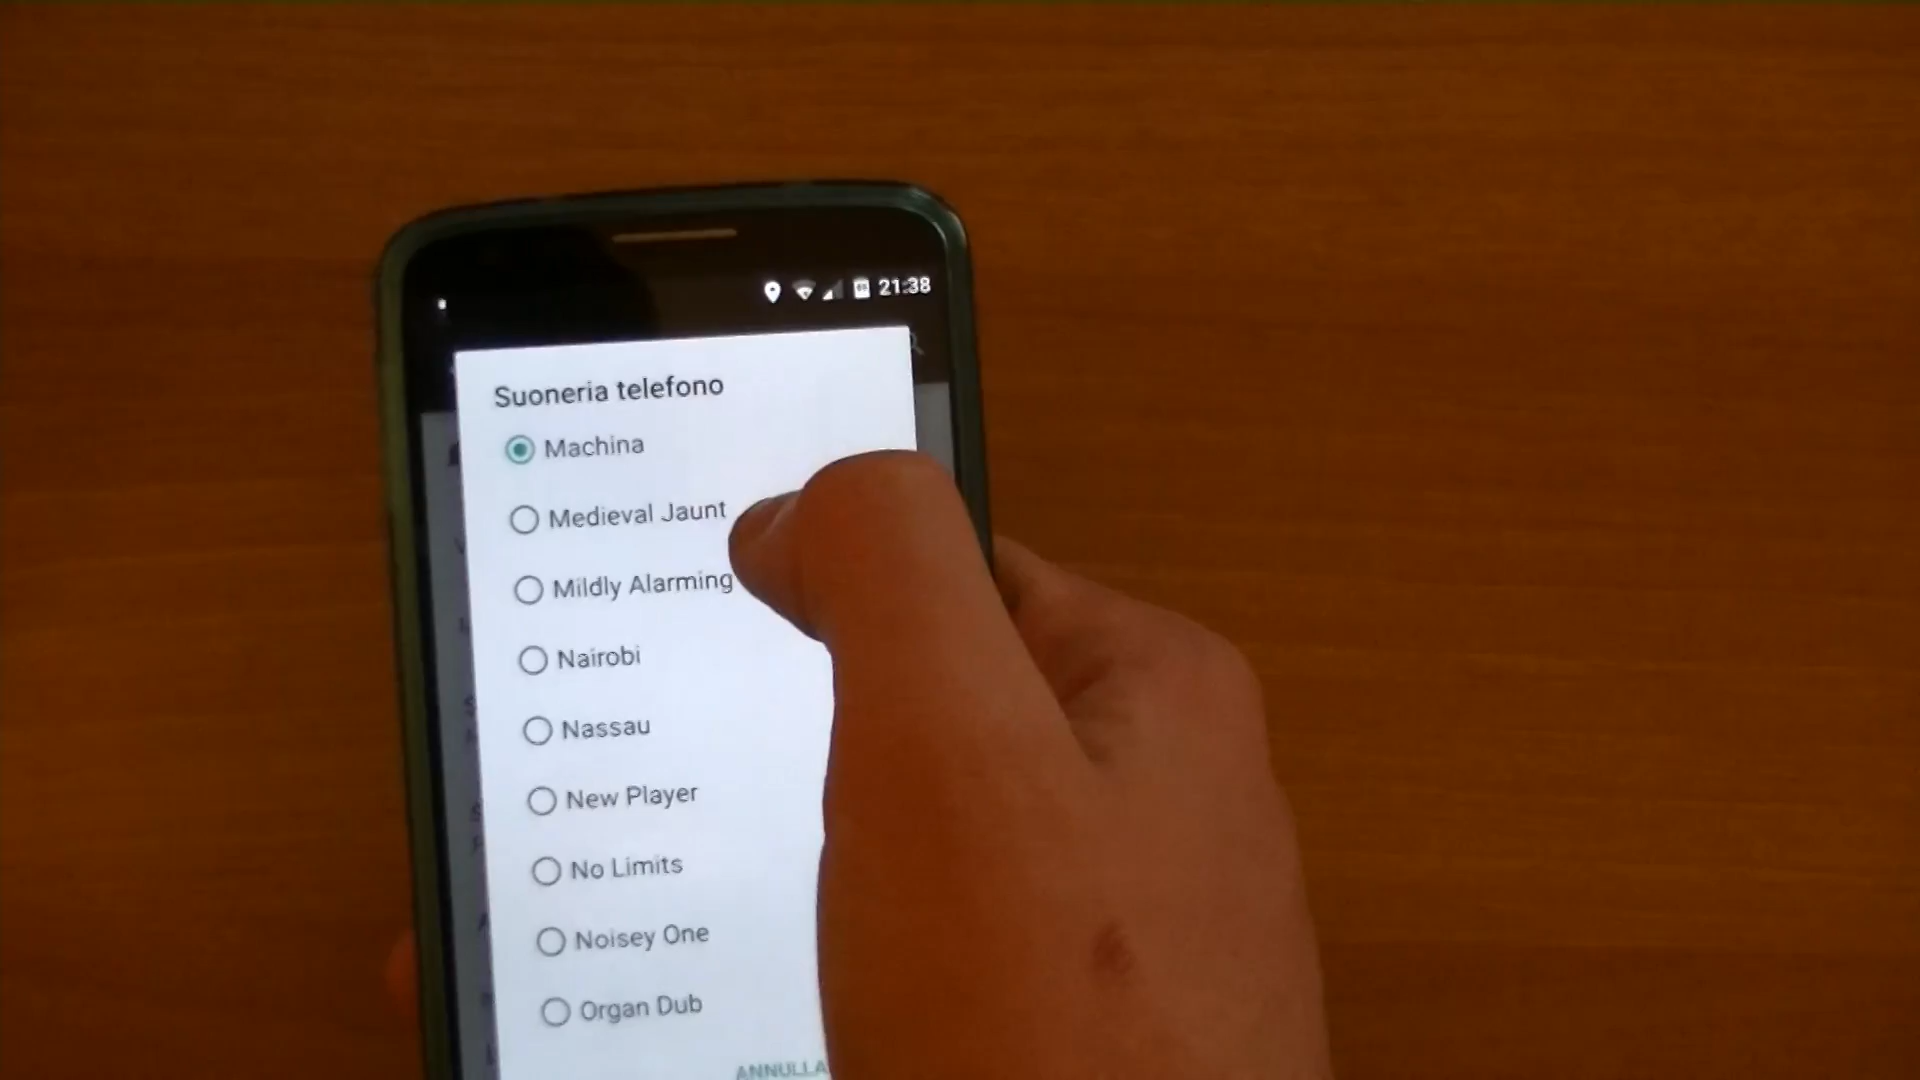 21:38
Suoneria telefono
Machina
Medieval Jaunt
Mildly Alarming
Nairobi
Nassau
New Player
No Limits
Noisey One
Organ Dub
ANNULLA